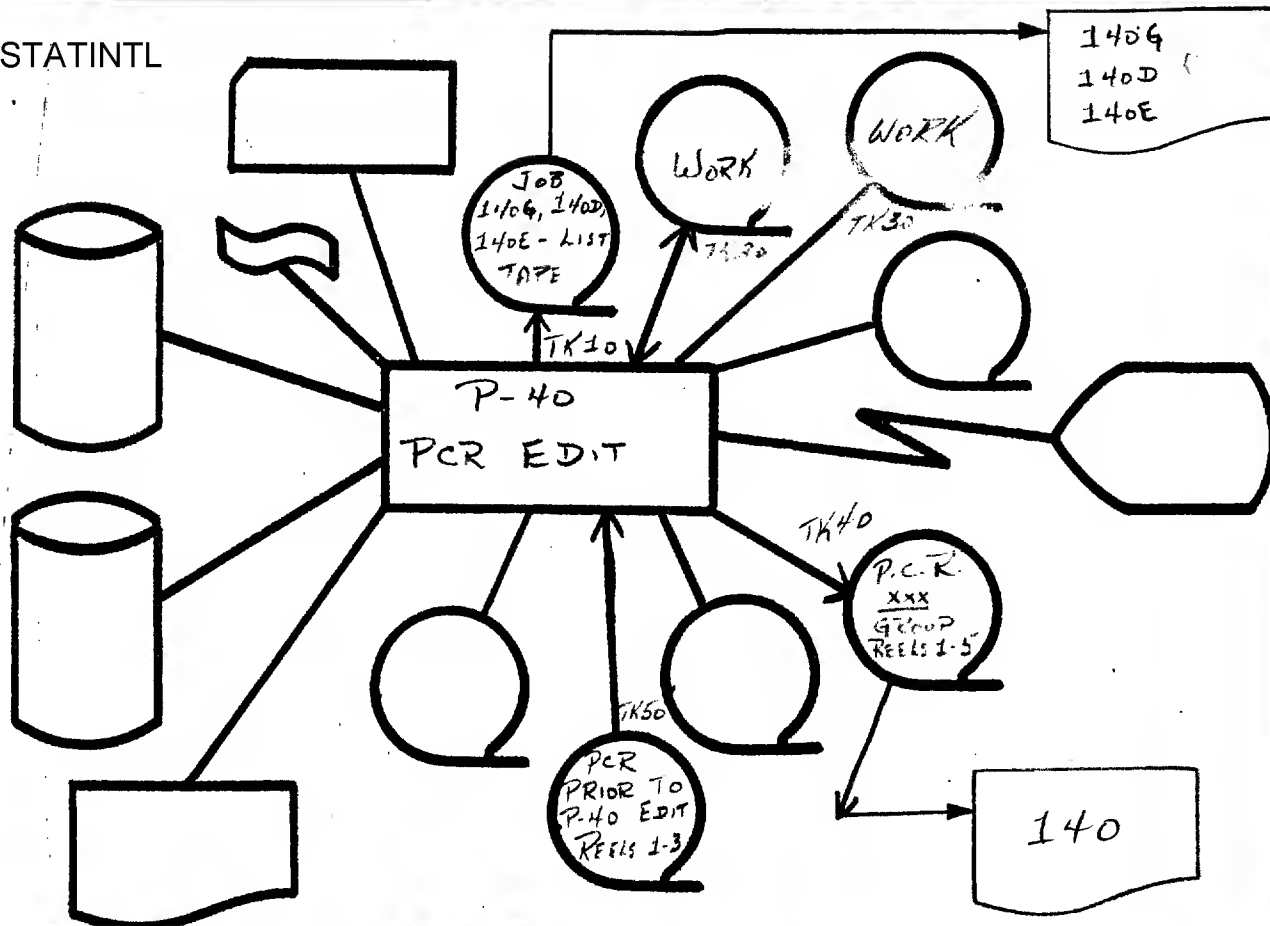 STATINTL
140G
140D
140E
WORK
WORK
JOB
140G, 140D,
140E - LIST
TAPE
TK30
TK10
P-40
PCR EDIT
TK40
P.C.R.
XXX
GROUP
REELS 1-5
TK50
PCR
PRIOR TO
P-40 EDIT
REELS 1-3
140